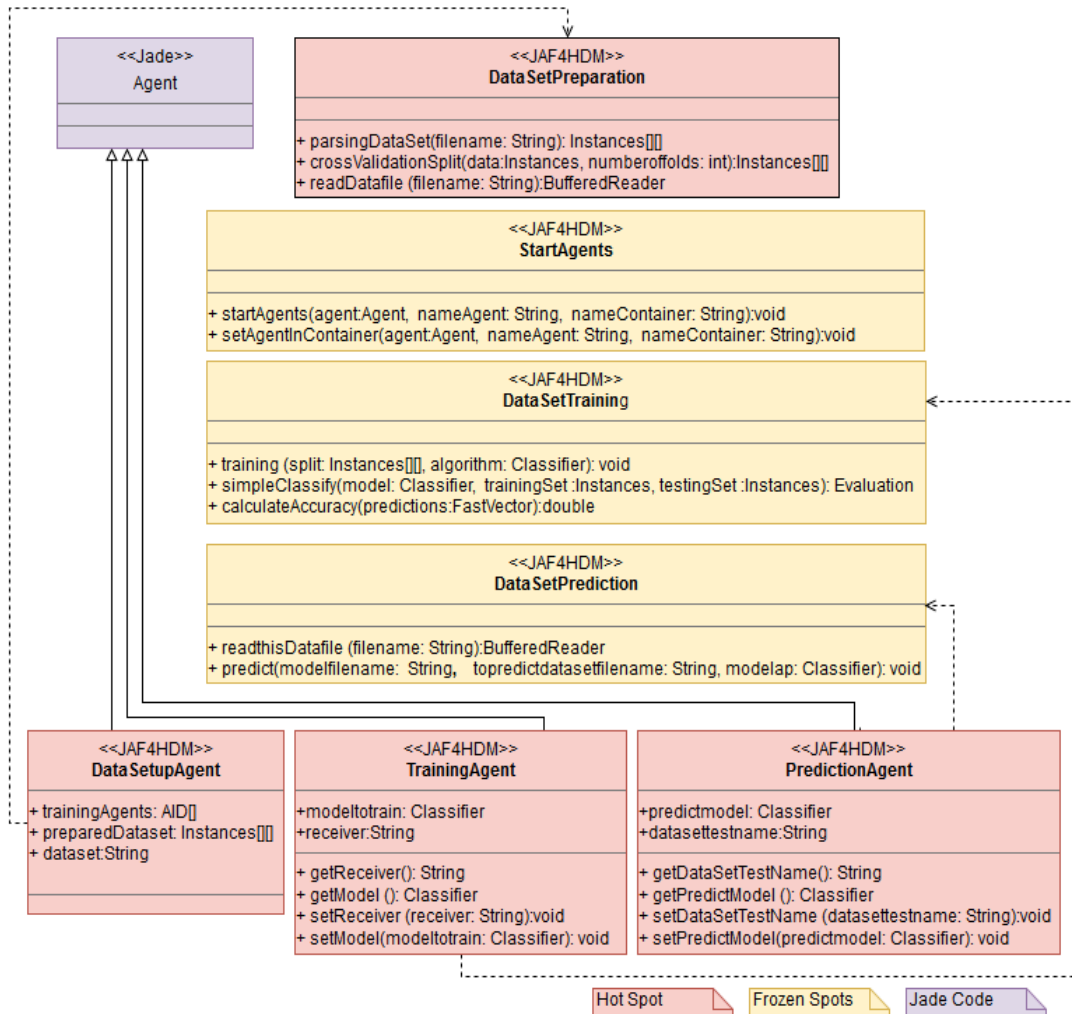 <<Jade>>
Agent
<<JAF4HDM>>
DataSetPreparation
+ parsingDataSet(filename: String): Instances[][]
+ crossValidationSplit(data:Instances, numberoffolds: int):Instances[][]
+ readDatafile (filename: String):BufferedReader
<<JAF4HDM>>
StartAgents
+ startAgents(agent:Agent, nameAgent: String, nameContainer: String):void
+ setAgentInContainer(agent:Agent, nameAgent: String, nameContainer: String):void
<<JAF4HDM>>
DataSetTraining
+ training (split: Instances[][], algorithm: Classifier): void
+ simpleClassify(model: Classifier, trainingSet :Instances, testingSet :Instances): Evaluation
+ calculateAccuracy(predictions:FastVector):double
<<JAF4HDM>>
DataSetPrediction
+ readthisDatafile (filename: String):BufferedReader
+ predict(modelfilename: String, topredictdatasetfilename: String, modelap: Classifier): void
<<JAF4HDM>>
DataSetupAgent
+ trainingAgents: AID[]
+ preparedDataset: Instances[][]
+ dataset:String
<<JAF4HDM>>
TrainingAgent
+modeltotrain: Classifier
+receiver:String
+ getReceiver(): String
+ getModel (): Classifier
+ setReceiver (receiver: String):void
+ setModel(modeltotrain: Classifier): void
<<JAF4HDM>>
PredictionAgent
+predictmodel: Classifier
+datasettestname:String
+ getDataSetTestName(): String
+ getPredictModel (): Classifier
+ setDataSetTestName (datasettestname: String):void
+ setPredictModel(predictmodel: Classifier): void
Hot Spot
Frozen Spots
Jade Code